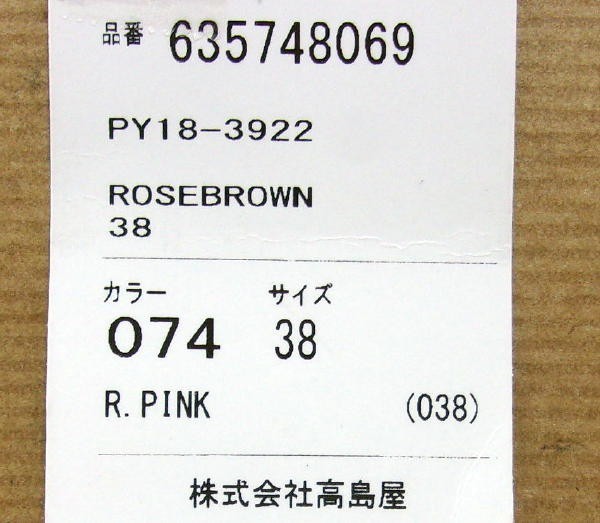 品番 635748069
PY18-3922
ROSEBROWN
38
カラー サイズ
074 38
R.PINK (038)
株式会社高島屋